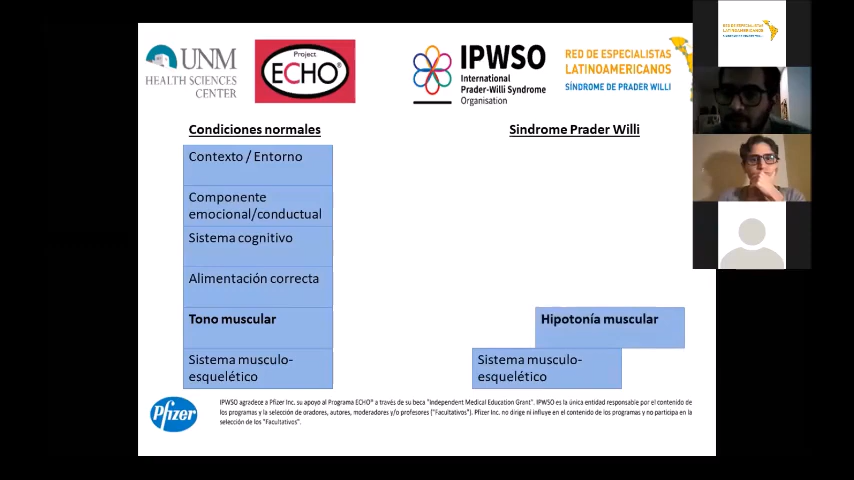 UNM
HEALTH SCIENCES
CENTER
Project
ECHO®
IPWSO
International
Prader-Willi Syndrome
Organisation
RED DE ESPECIALISTAS
LATINOAMERICANOS
SÍNDROME DE PRADER WILLI
RED DE ESPECIALISTAS
LATINOAMERICANOS
Condiciones normales
Sindrome Prader Willi
Contexto / Entorno
Componente
emocional/conductual
Sistema cognitivo
Alimentación correcta
Tono muscular
Hipotonía muscular
Sistema musculo-
esquelético
Sistema musculo-
esquelético
Pfizer
IPWSO agradece a Pfizer Inc. su apoyo al Programa ECHO® a través de su beca "Independent Medical Education Grant". IPWSO es la única entidad responsable por el contenido de
los programas y la selección de oradores, autores, moderadores y/o profesores ("Facultativos"). Pfizer Inc. no dirige ni influye en el contenido de los programas y no participa en la
selección de los "Facultativos".